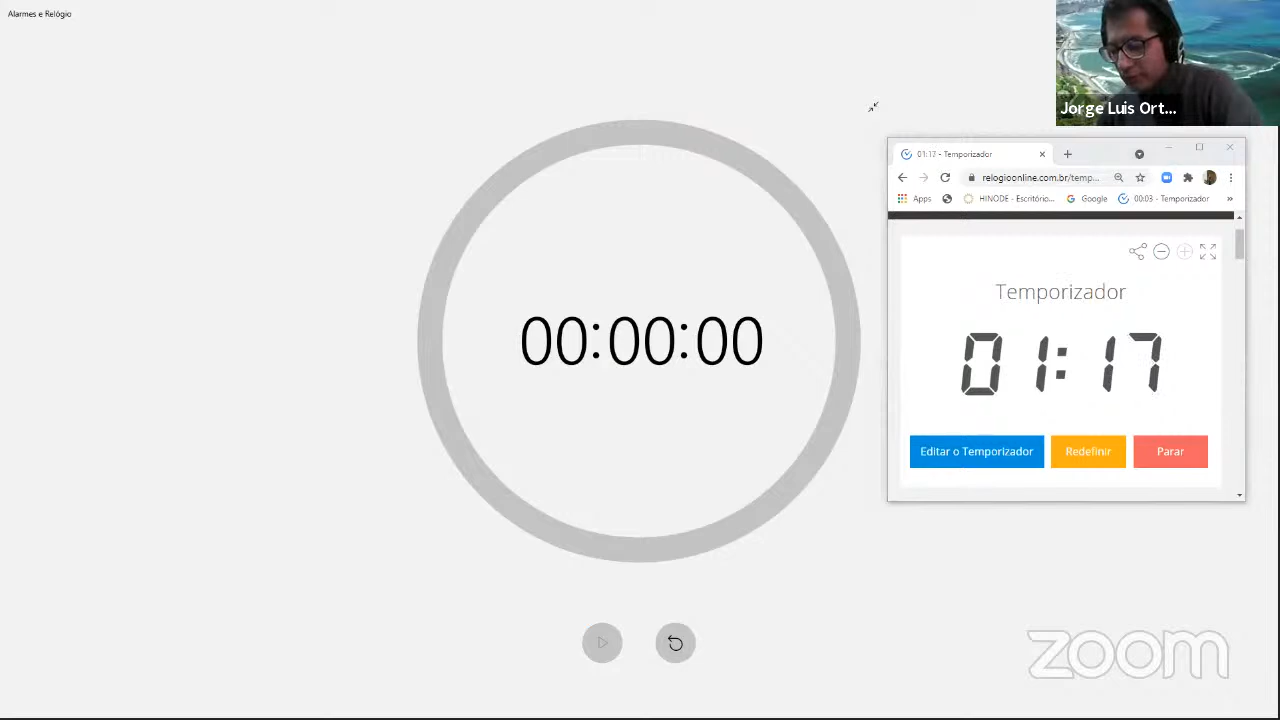 Alarmes e Relógio
Jorge Luis Ort...
01:17 - Temporizador
relogioonline.com.br/temp...
Apps
HINODE - Escritório...
Google
00:03 - Temporizador
»
Temporizador
01:17
Editar o Temporizador
Redefinir
Parar
00:00:00
zoom